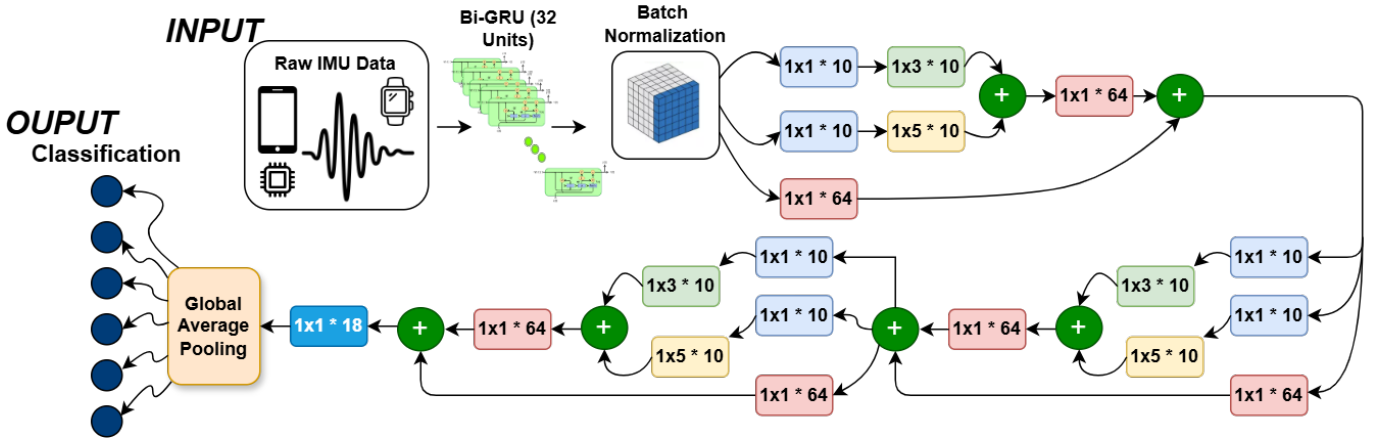 INPUT
Raw IMU Data
Bi-GRU (32
Units)
Batch
Normalization
1x1 * 10
1x3 * 10
+
1x1 * 64
+
1x1 * 10
1x5 * 10
1x1 * 64
1x1 * 10
1x3 * 10
1x1 * 10
1x5 * 10
+
1x1 * 64
1x1 * 64
+
1x1 * 10
1x3 * 10
1x1 * 10
1x5 * 10
+
1x1 * 64
1x1 * 64
+
1x1 * 18
Global
Average
Pooling
OUPUT
Classification